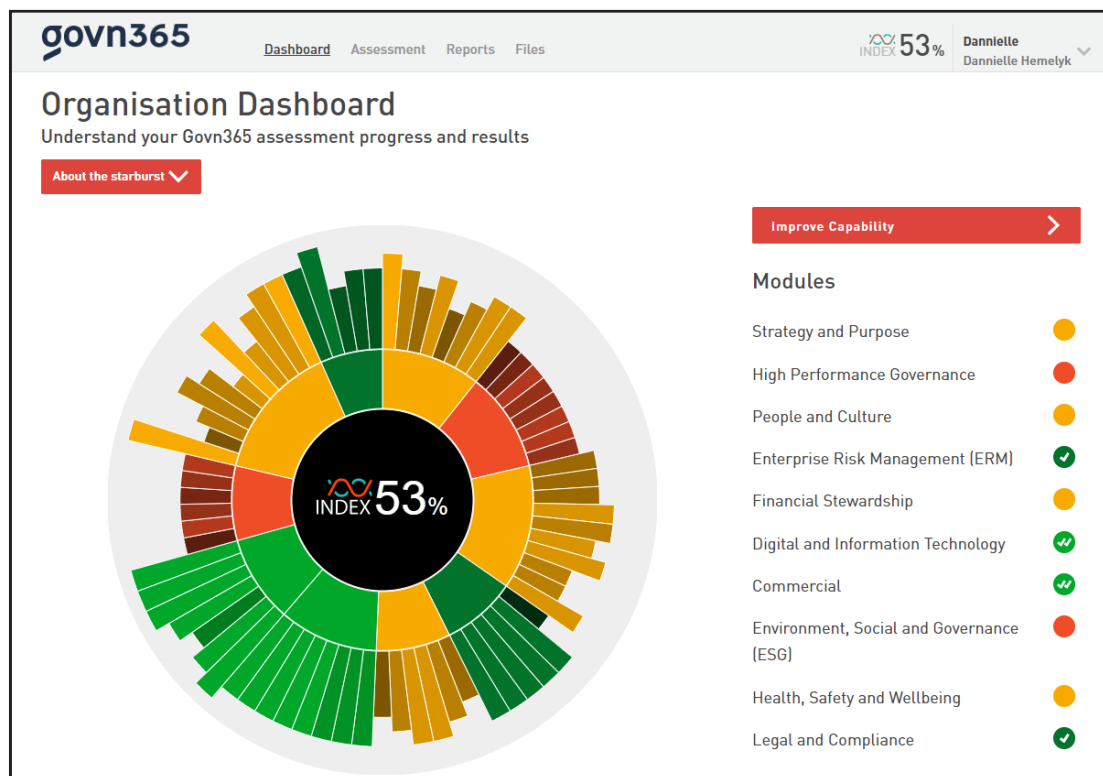 govn365
Dashboard Assessment Reports Files
INDEX 53%
Dannielle
Dannielle Hemelyk
Organisation Dashboard
Understand your Govn365 assessment progress and results
About the starburst
INDEX 53%
Improve Capability
Modules
Strategy and Purpose
High Performance Governance
People and Culture
Enterprise Risk Management (ERM)
Financial Stewardship
Digital and Information Technology
Commercial
Environment, Social and Governance
(ESG)
Health, Safety and Wellbeing
Legal and Compliance